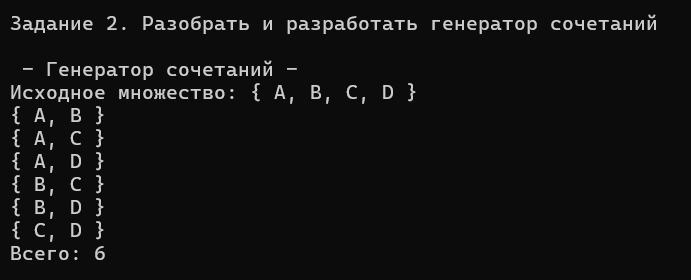 Задание 2. Разобрать и разработать генератор сочетаний
– Генератор сочетаний –
Исходное множество: { A, B, C, D }
{ A, B }
{ A, C }
{ A, D }
{ B, C }
{ B, D }
{ C, D }
Всего: 6